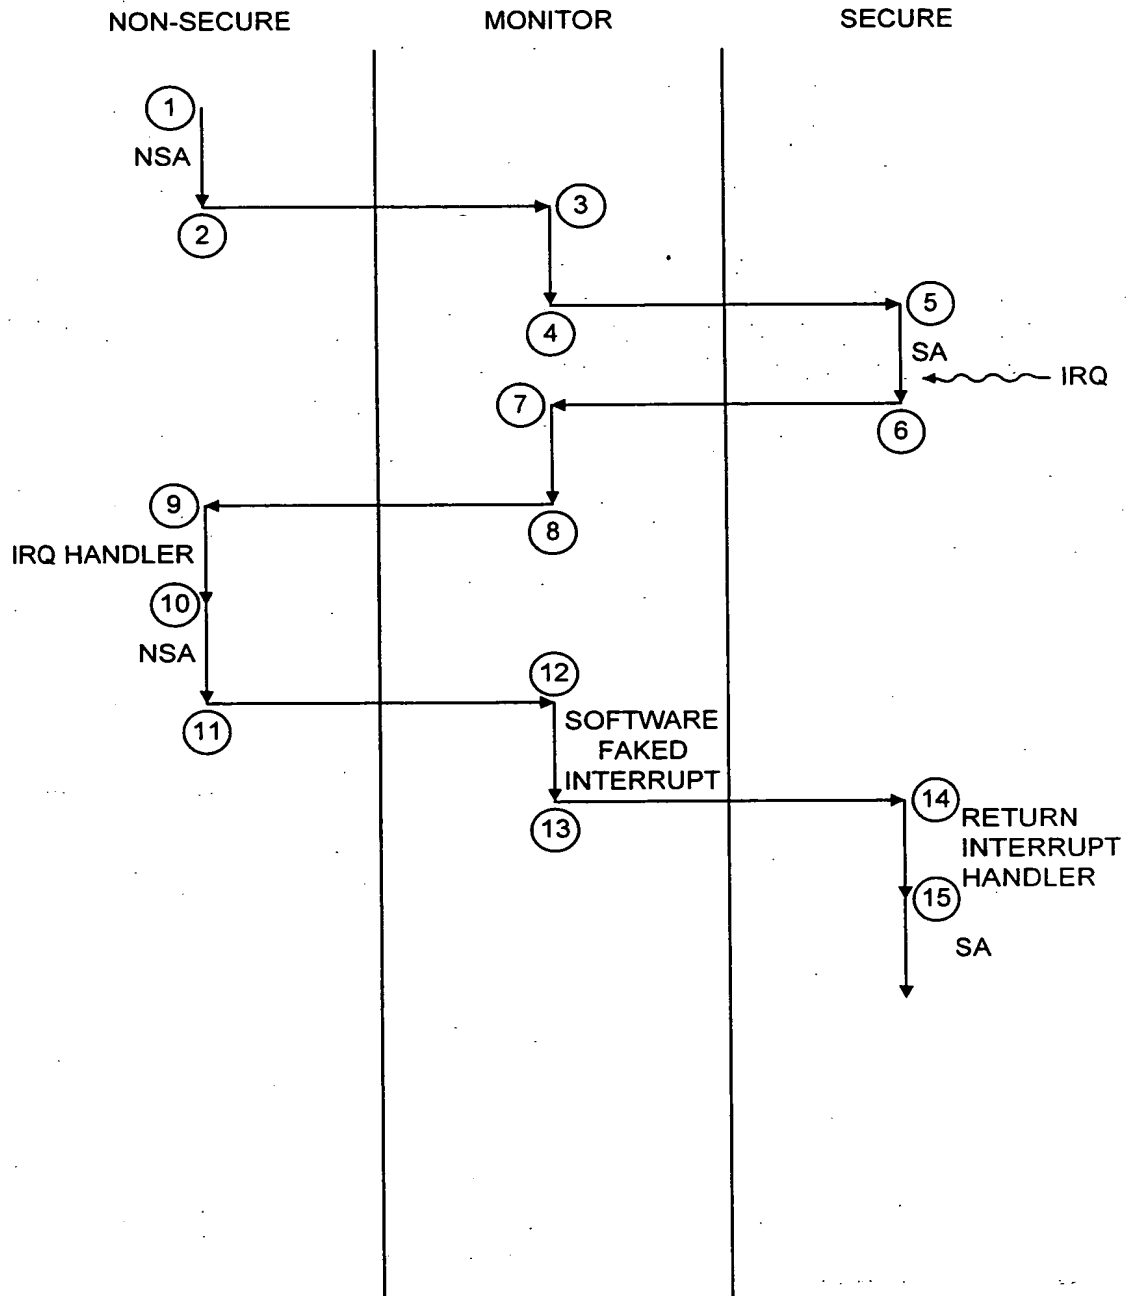 NON-SECURE
MONITOR
SECURE
1
NSA
2
3
4
5
SA
IRQ
6
7
8
9
IRQ HANDLER
10
NSA
11
12
SOFTWARE
FAKED
INTERRUPT
13
14
RETURN
INTERRUPT
HANDLER
15
SA